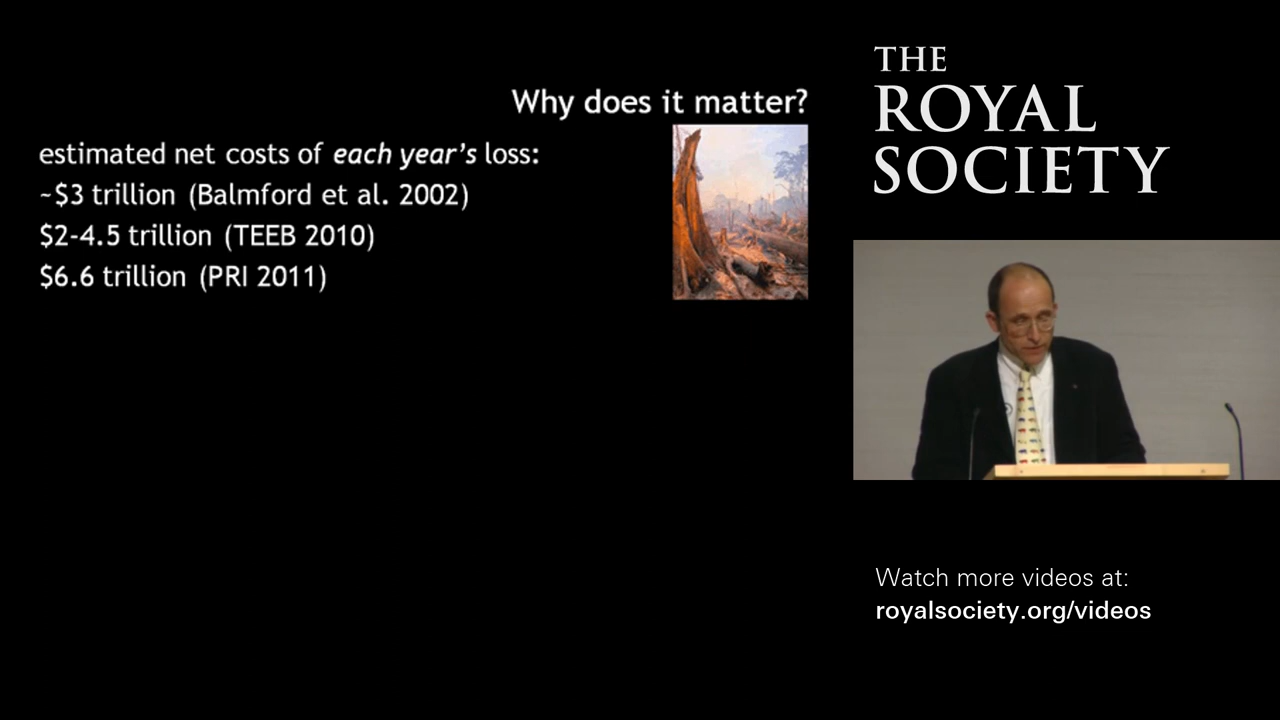 Why does it matter?
estimated net costs of each year's loss:
~$3 trillion (Balmford et al. 2002)
$2-4.5 trillion (TEEB 2010)
$6.6 trillion (PRI 2011)
THE
ROYAL
SOCIETY
Watch more videos at:
royalsociety.org/videos